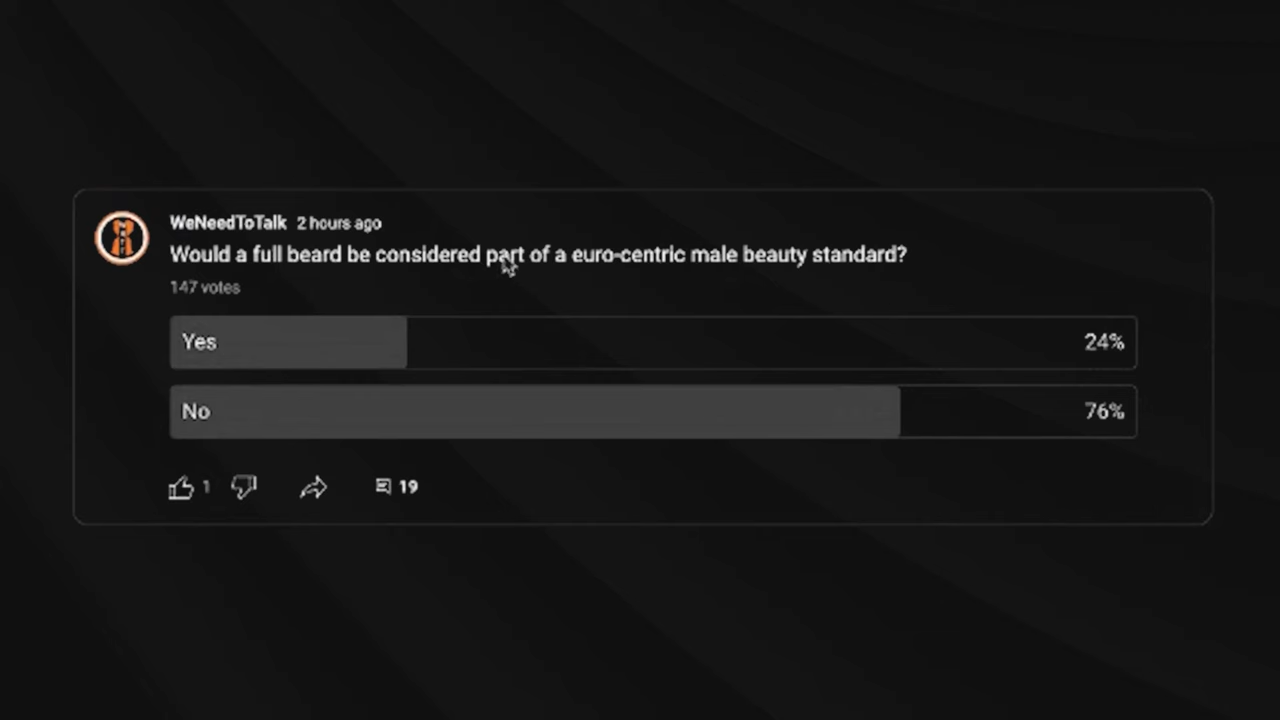 WeNeedToTalk 2 hours ago
Would a full beard be considered part of a euro-centric male beauty standard?
147 votes
Yes 24%
No 76%
1 19